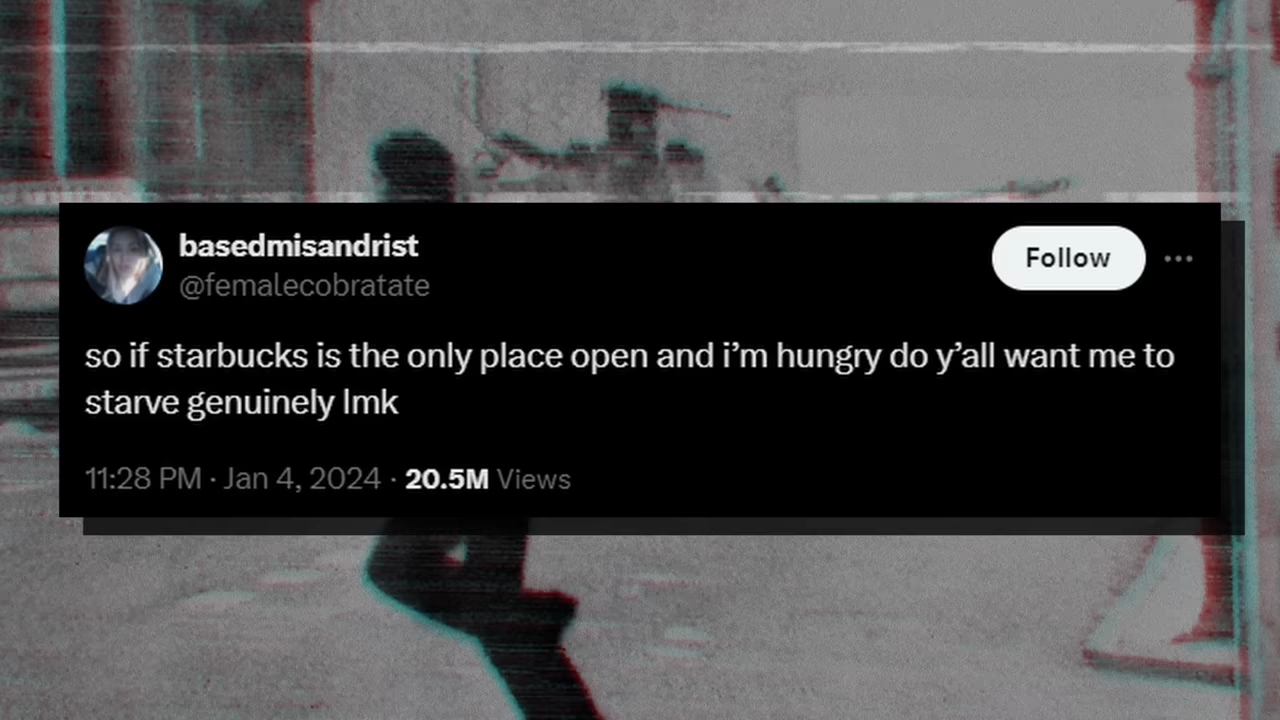 basedmisandrist
@femalecobratate
Follow
so if starbucks is the only place open and i’m hungry do y’all want me to
starve genuinely lmk
11:28 PM · Jan 4, 2024 · 20.5M Views